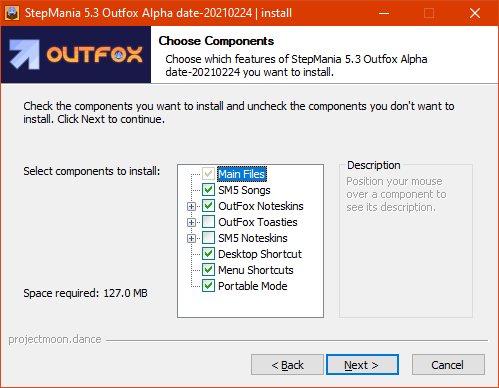 StepMania 5.3 Outfox Alpha date-20210224 | install
OUTFOX
Choose Components
Choose which features of StepMania 5.3 Outfox Alpha
date-20210224 you want to install.
Check the components you want to install and uncheck the components you don't want to
install. Click Next to continue.
Select components to install:
Main Files
SM5 Songs
OutFox Noteskins
OutFox Toasties
SM5 Noteskins
Desktop Shortcut
Menu Shortcuts
Portable Mode
Description
Position your mouse
over a component to
see its description.
Space required: 127.0 MB
projectmoon.dance
< Back
Next >
Cancel